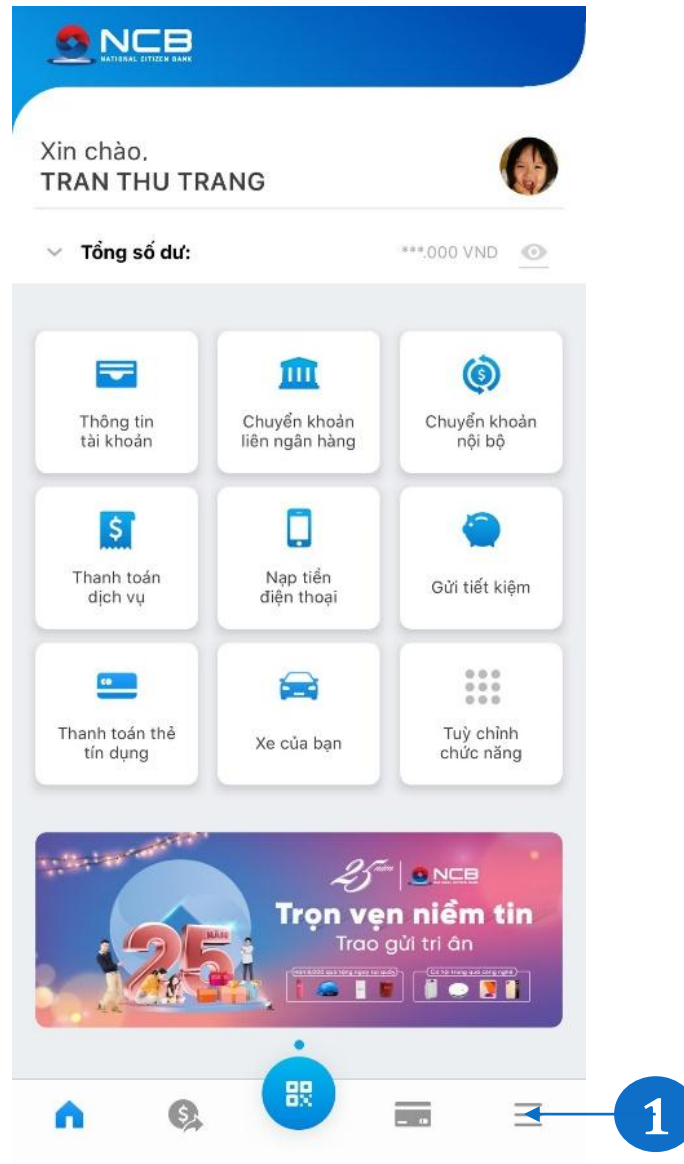 NCB
NATIONAL CITIZEN BANK
Xin chào,
TRAN THU TRANG
Tổng số dư:
***.000 VND
Thông tin
tài khoản
Chuyển khoản
liên ngân hàng
Chuyển khoản
nội bộ
Thanh toán
dịch vụ
Nạp tiền
điện thoại
Gửi tiết kiệm
Thanh toán thẻ
tín dụng
Xe của bạn
Tuỳ chỉnh
chức năng
25 năm
NCB
Trọn vẹn niềm tin
Trao gửi tri ân
NĂM
25
1